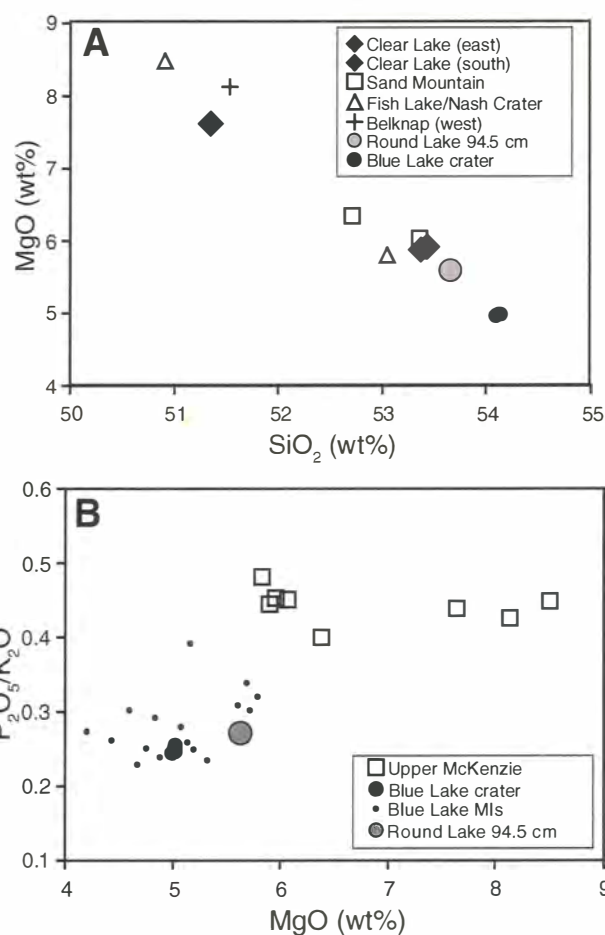 A
9
8
7
6
5
4
MgO (wt%)
50 51 52 53 54 55
SiO₂ (wt%)
Clear Lake (east)
Clear Lake (south)
Sand Mountain
Fish Lake/Nash Crater
Belknap (west)
Round Lake 94.5 cm
Blue Lake crater
B
0.6
0.5
0.4
0.3
0.2
0.1
P₂O₅/K₂O
4 5 6 7 8 9
MgO (wt%)
Upper McKenzie
Blue Lake crater
Blue Lake MIs
Round Lake 94.5 cm